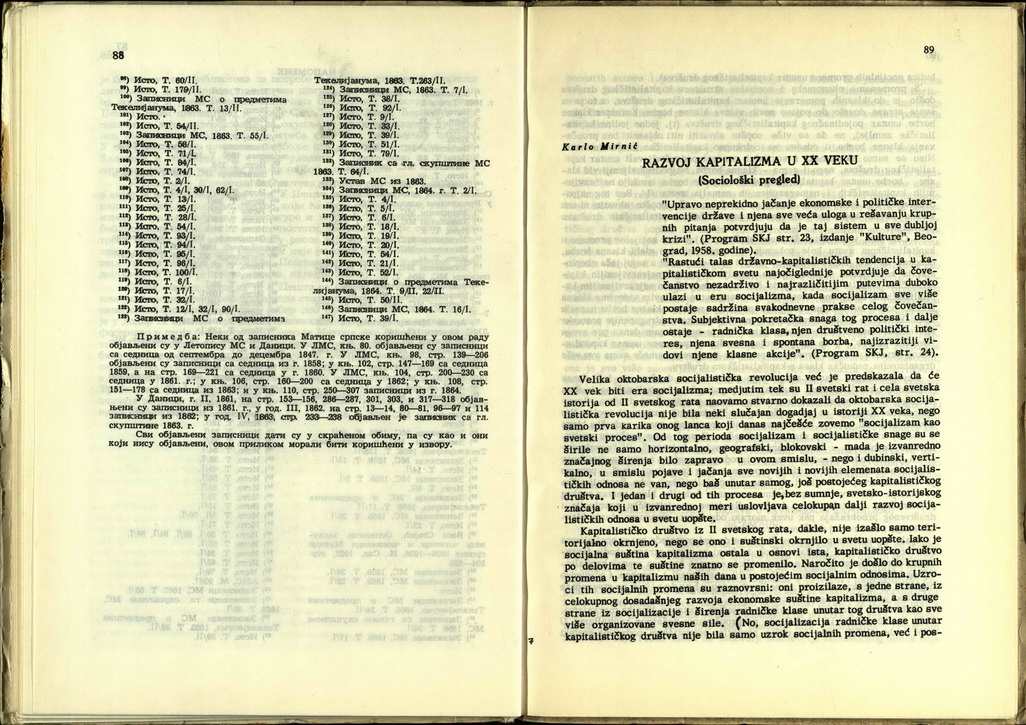 88
⁹⁸) Исто, Т. 60/II.
⁹⁹) Исто, Т. 179/II.
¹⁰⁰) Записници МС о предметима
Текелијанума, 1863. Т. 13/II.
¹⁰¹) Исто.
¹⁰²) Исто, Т. 54/II.
¹⁰³) Записници МС, 1863. Т. 55/I.
¹⁰⁴) Исто, Т. 58/I.
¹⁰⁵) Исто, Т. 71/I.
¹⁰⁶) Исто, Т. 84/I.
¹⁰⁷) Исто, Т. 74/I.
¹⁰⁸) Исто, Т. 2/I.
¹⁰⁹) Исто, Т. 4/I, 30/I, 62/I.
¹¹⁰) Исто, Т. 13/I.
¹¹¹) Исто, Т. 25/I.
¹¹²) Исто, Т. 28/I.
¹¹³) Исто, Т. 54/I.
¹¹⁴) Исто, Т. 93/I.
¹¹⁵) Исто, Т. 94/I.
¹¹⁶) Исто, Т. 95/I.
¹¹⁷) Исто, Т. 96/I.
¹¹⁸) Исто, Т. 100/I.
¹¹⁹) Исто, Т. 6/I.
¹²⁰) Исто, Т. 17/I.
¹²¹) Исто, Т. 32/I.
¹²²) Исто, Т. 12/I, 32/I, 90/I.
¹²³) Записници МС о предметима
Текелијанума, 1863. Т.263/II.
¹²⁴) Записници МС, 1863. Т. 7/I.
¹²⁵) Исто, Т. 38/I.
¹²⁶) Исто, Т. 92/I.
¹²⁷) Исто, Т. 9/I.
¹²⁸) Исто, Т. 33/I.
¹²⁹) Исто, Т. 39/I.
¹³⁰) Исто, Т. 51/I.
¹³¹) Исто, Т. 79/I.
¹³²) Записник са гл. скупштине МС
1863. Т. 64/I.
¹³³) Устав МС из 1863.
¹³⁴) Записници МС, 1864. г. Т. 2/I.
¹³⁵) Исто, Т. 4/I.
¹³⁶) Исто, Т. 5/I.
¹³⁷) Исто, Т. 6/I.
¹³⁸) Исто, Т. 18/I.
¹³⁹) Исто, Т. 19/I.
¹⁴⁰) Исто, Т. 20/I.
¹⁴¹) Исто, Т. 54/I.
¹⁴²) Исто, Т. 21/I.
¹⁴³) Исто, Т. 52/I.
¹⁴⁴) Записници о предметима Теке-
лијанума, 1864. Т. 9/II, 22/II.
¹⁴⁵) Исто, Т. 50/II.
¹⁴⁶) Записници МС, 1864. Т. 16/I.
¹⁴⁷) Исто, Т. 39/I.
Примедба: Неки од записника Матице српске коришћени у овом раду
објављени су у Летопису МС и Даници. У ЛМС, књ. 80. објављени су записници
са седница од септембра до децембра 1847. г. У ЛМС, књ. 98, стр. 139—206
објављени су записници са седница из г. 1858; у књ. 102, стр. 147—169 са седница
1859, а на стр. 169—221 са седница у г. 1860. У ЛМС, књ. 104, стр. 200—230 са
седница у 1861. г.; у књ. 106, стр. 160—200 са седница у 1862; у књ. 108, стр.
151—178 са седница из 1863; и у књ. 110, стр. 250—307 записници из г. 1864.
У Даници, г. II, 1861, на стр. 153—156, 286—287, 301, 303, и 317—318 објав-
њени су записници из 1861. г., у год. III, 1862. на стр. 13—14, 80—81, 96—97 и 114
записници из 1862; у год. IV, 1863, стр. 233—238 објављен је записник са гл.
скупштине 1863. г.
Сви објављени записници дати су у скраћеном обиму, па су као и они
који нису објављени, овом приликом морали бити коришћени у извору.
89
Karlo Mirnić
RAZVOJ KAPITALIZMA U XX VEKU
(Sociološki pregled)
"Upravo neprekidno jačanje ekonomske i političke inter-
vencije države i njena sve veća uloga u rešavanju krup-
nih pitanja potvrdjuju da je taj sistem u sve dubljoj
krizi". (Program SKJ str. 23, izdanje "Kulture", Beo-
grad, 1958. godine).
"Rastući talas državno-kapitalističkih tendencija u ka-
pitalističkom svetu najočiglednije potvrdjuje da čove-
čanstvo nezadrživo i najrazličitijim putevima duboko
ulazi u eru socijalizma, kada socijalizam sve više
postaje sadržina svakodnevne prakse celog čovečan-
stva. Subjektivna pokretačka snaga tog procesa i dalje
ostaje - radnička klasa, njen društveno politički inte-
res, njena svesna i spontana borba, najizrazitiji vi-
dovi njene klasne akcije". (Program SKJ, str. 24).
Velika oktobarska socijalistička revolucija već je predskazala da će
XX vek biti era socijalizma; medjutim tek su II svetski rat i cela svetska
istorija od II svetskog rata naovamo stvarno dokazali da oktobarska socija-
listička revolucija nije bila neki slučajan dogadjaj u istoriji XX veka, nego
samo prva karika onog lanca koji danas najčešće zovemo "socijalizam kao
svetski proces". Od tog perioda socijalizam i socijalističke snage su se
širile ne samo horizontalno, geografski, blokovski - mada je izvanredno
značajnog širenja bilo zapravo u ovom smislu, - nego i dubinski, verti-
kalno, u smislu pojave i jačanja sve novijih i novijih elemenata socijalis-
tičkih odnosa ne van, nego baš unutar samog, još postojećeg kapitalističkog
društva. I jedan i drugi od tih procesa je, bez sumnje, svetsko-istorijskog
značaja koji u izvanrednoj meri uslovljava celokupan dalji razvoj socija-
lističkih odnosa u svetu uopšte.
Kapitalističko društvo iz II svetskog rata, dakle, nije izašlo samo teri-
torijalno okrnjeno, nego se ono i suštinski okrnjilo u svetu uopšte. Iako je
socijalna suština kapitalizma ostala u osnovi ista, kapitalističko društvo
po delovima te suštine znatno se promenilo. Naročito je došlo do krupnih
promena u kapitalizmu naših dana u postojećim socijalnim odnosima. Uzro-
ci tih socijalnih promena su raznovrsni: oni proizilaze, s jedne strane, iz
celokupnog dosadašnjeg razvoja ekonomske suštine kapitalizma, a s druge
strane iz socijalizacije i širenja radničke klase unutar tog društva kao sve
više organizovane svesne sile. (No, socijalizacija radničke klase unutar
kapitalističkog društva nije bila samo uzrok socijalnih promena, već i pos-
7